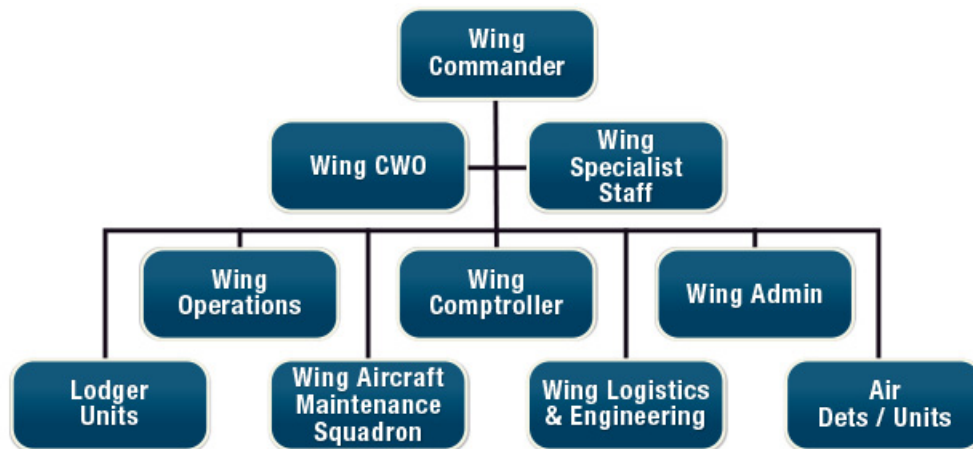 Wing
Commander
Wing CWO
Wing
Specialist
Staff
Wing
Operations
Wing
Comptroller
Wing Admin
Lodger
Units
Wing Aircraft
Maintenance
Squadron
Wing Logistics
& Engineering
Air
Dets / Units